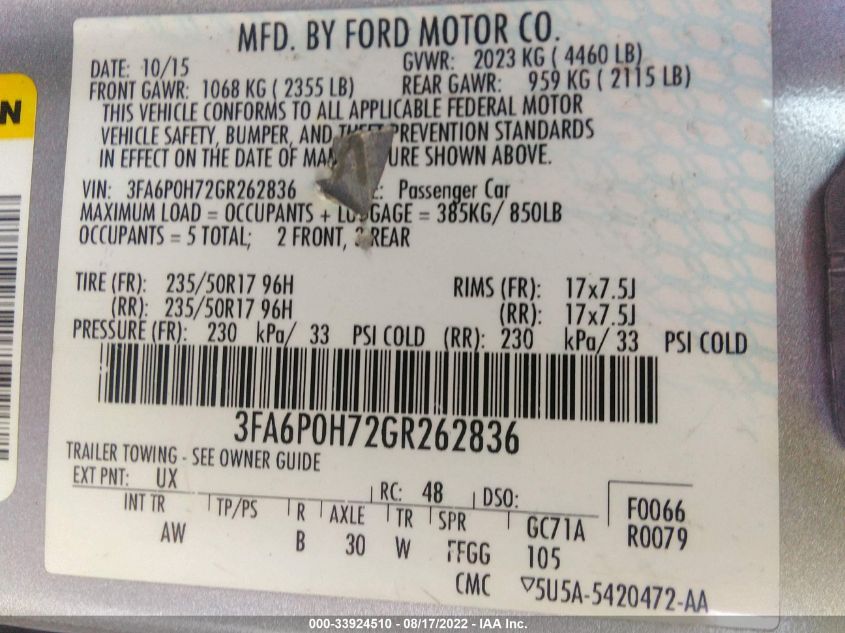 MFD. BY FORD MOTOR CO.
DATE: 10/15 GVWR: 2023 KG ( 4460 LB)
FRONT GAWR: 1068 KG ( 2355 LB) REAR GAWR: 959 KG ( 2115 LB)
THIS VEHICLE CONFORMS TO ALL APPLICABLE FEDERAL MOTOR
VEHICLE SAFETY, BUMPER, AND THEFT PREVENTION STANDARDS
IN EFFECT ON THE DATE OF SHOWN ABOVE.
VIN: 3FA6P0H72GR262836 Passenger Car
MAXIMUM LOAD = OCCUPANTS + LUGGAGE = 385KG/ 850LB
OCCUPANTS = 5 TOTAL; 2 FRONT, 3 REAR
TIRE (FR): 235/50R17 96H RIMS (FR): 17x7.5J
(RR): 235/50R17 96H (RR): 17x7.5J
PRESSURE (FR): 230 kPa/ 33 PSI COLD (RR): 230 kPa/ 33 PSI COLD
3FA6P0H72GR262836
TRAILER TOWING - SEE OWNER GUIDE
EXT PNT: UX RC: 48 DSO: F0066
INT TR TP/PS R AXLE TR SPR GC71A R0079
AW B 30 W FFGG 105
CMC 5U5A-5420472-AA
N
000-33924510 - 08/17/2022 - IAA Inc.